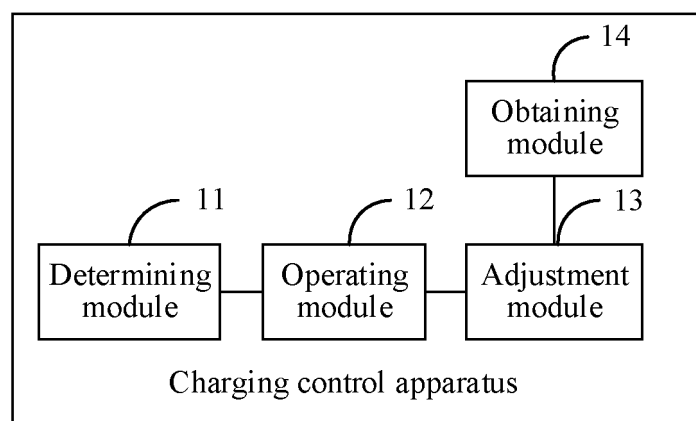 14
Obtaining
module
11
12
13
Determining
module
Operating
module
Adjustment
module
Charging control apparatus